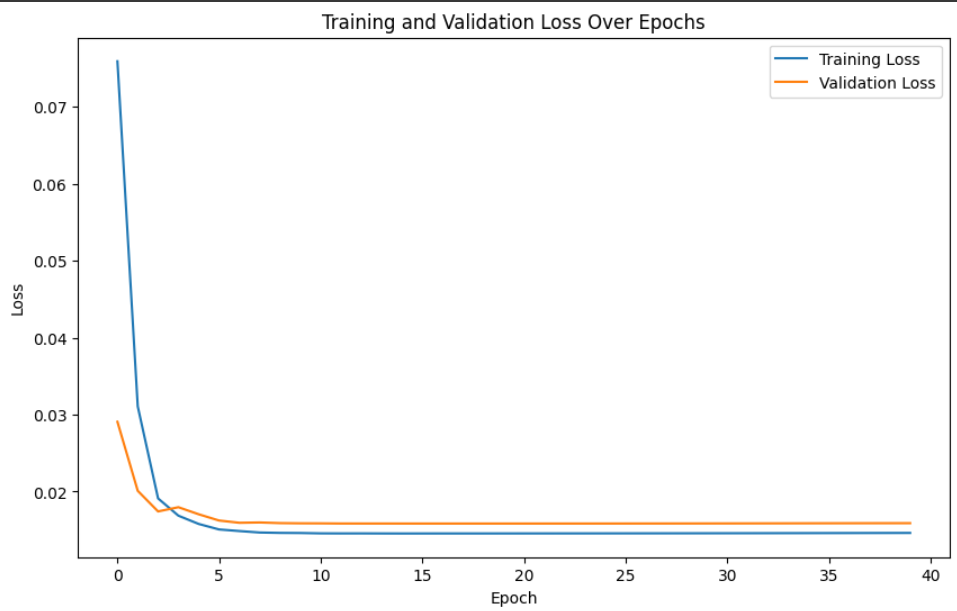 Training and Validation Loss Over Epochs
Training Loss
Validation Loss
0.07
0.06
0.05
0.04
0.03
0.02
Loss
0 5 10 15 20 25 30 35 40
Epoch